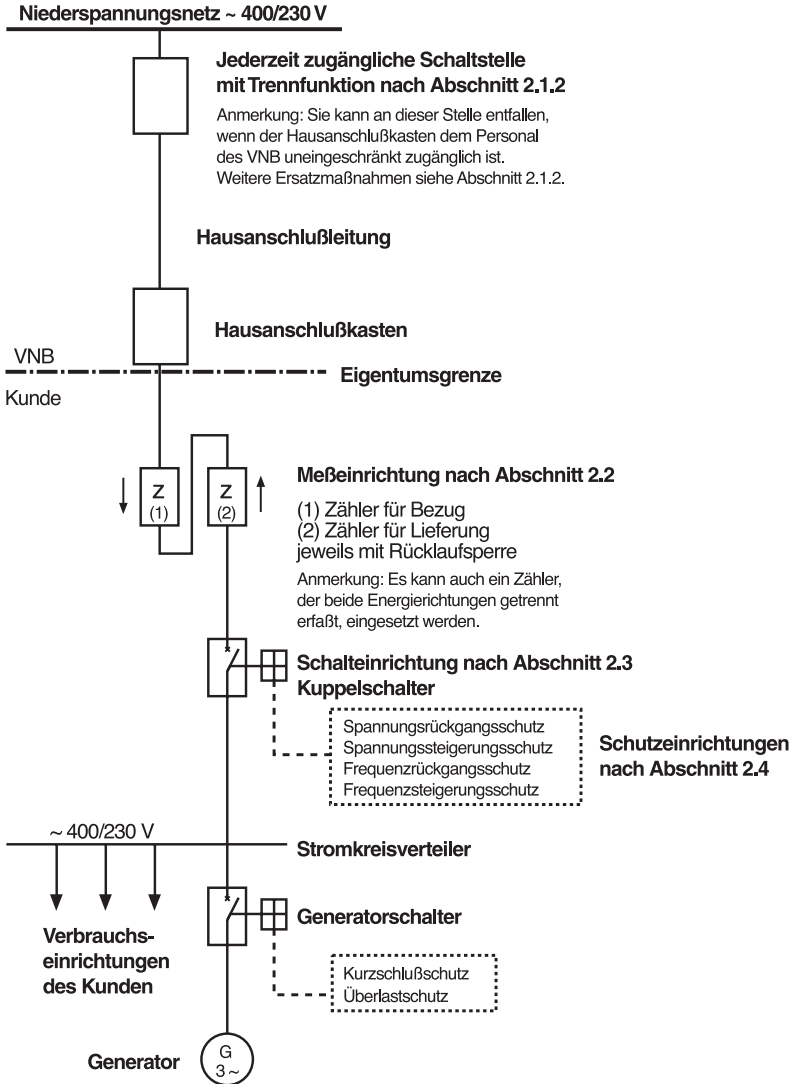 Niederspannungsnetz ~ 400/230 V
Jederzeit zugängliche Schaltstelle
mit Trennfunktion nach Abschnitt 2.1.2
Anmerkung: Sie kann an dieser Stelle entfallen,
wenn der Hausanschlußkasten dem Personal
des VNB uneingeschränkt zugänglich ist.
Weitere Ersatzmaßnahmen siehe Abschnitt 2.1.2.
Hausanschlußleitung
Hausanschlußkasten
VNB
Eigentumsgrenze
Kunde
Z
(1)
Z
(2)
Meßeinrichtung nach Abschnitt 2.2
(1) Zähler für Bezug
(2) Zähler für Lieferung
jeweils mit Rücklaufsperre
Anmerkung: Es kann auch ein Zähler,
der beide Energierichtungen getrennt
erfaßt, eingesetzt werden.
Schalteinrichtung nach Abschnitt 2.3
Kuppelschalter
Spannungsrückgangsschutz
Spannungssteigerungsschutz
Frequenzrückgangsschutz
Frequenzsteigerungsschutz
Schutzeinrichtungen
nach Abschnitt 2.4
~ 400/230 V
Stromkreisverteiler
Generatorschalter
Verbrauchs-
einrichtungen
des Kunden
Kurzschlußschutz
Überlastschutz
Generator
G
3 ~